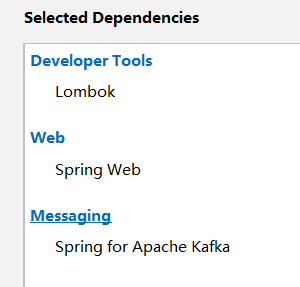 Selected Dependencies
Developer Tools
Lombok
Web
Spring Web
Messaging
Spring for Apache Kafka